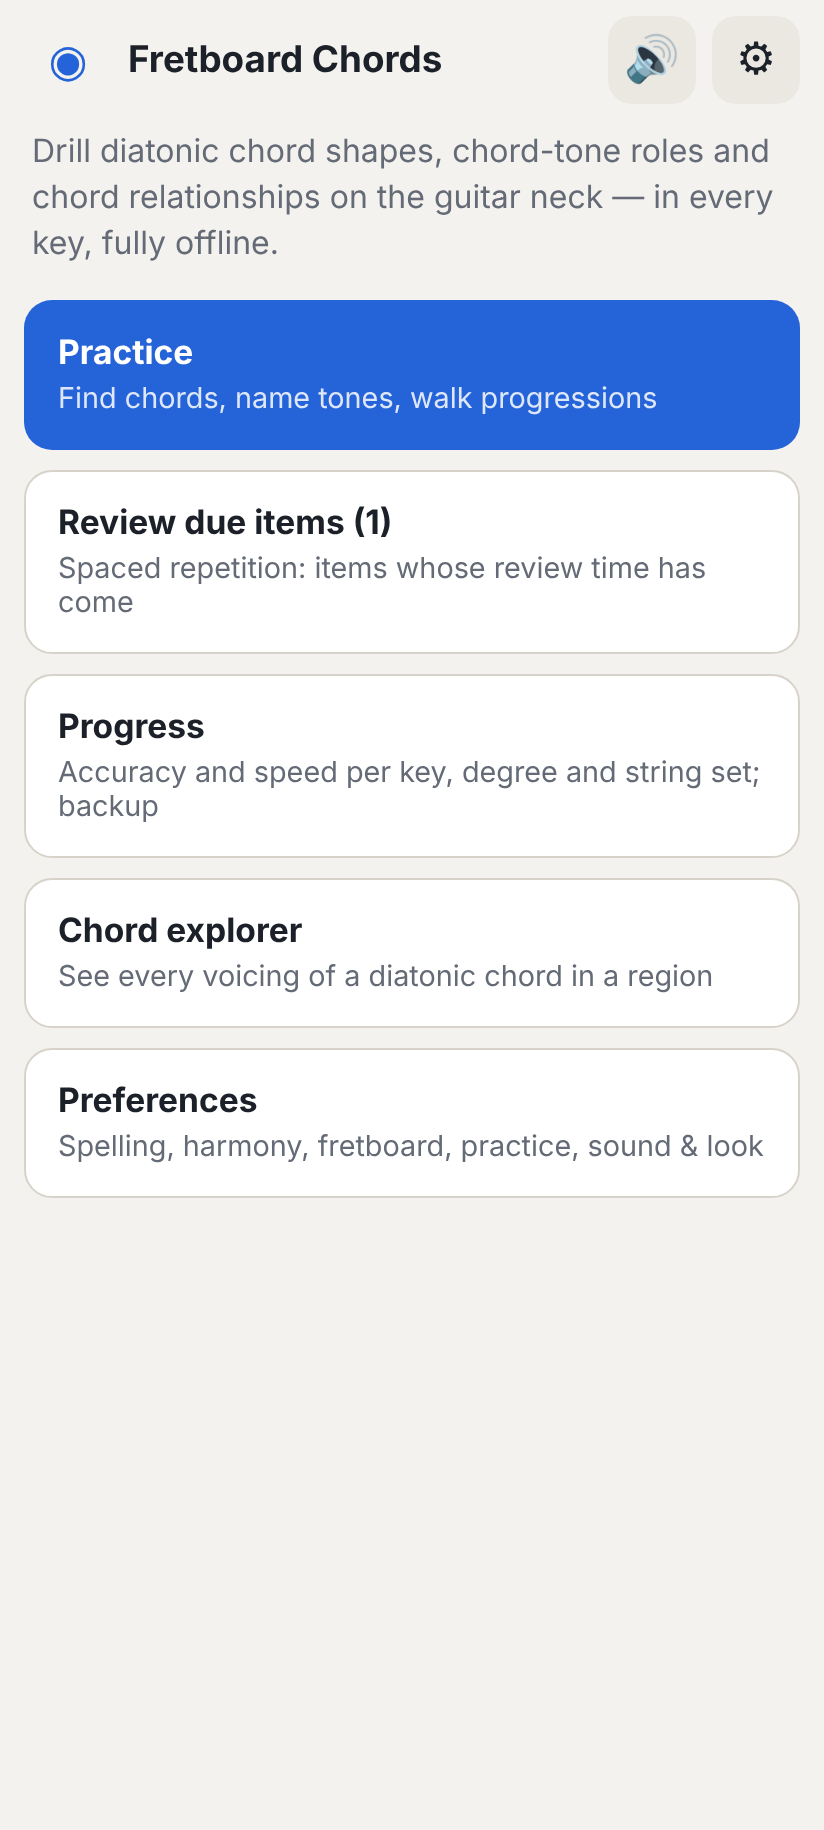 Fretboard Chords
Drill diatonic chord shapes, chord-tone roles and
chord relationships on the guitar neck — in every
key, fully offline.
Practice
Find chords, name tones, walk progressions
Review due items (1)
Spaced repetition: items whose review time has
come
Progress
Accuracy and speed per key, degree and string set;
backup
Chord explorer
See every voicing of a diatonic chord in a region
Preferences
Spelling, harmony, fretboard, practice, sound & look